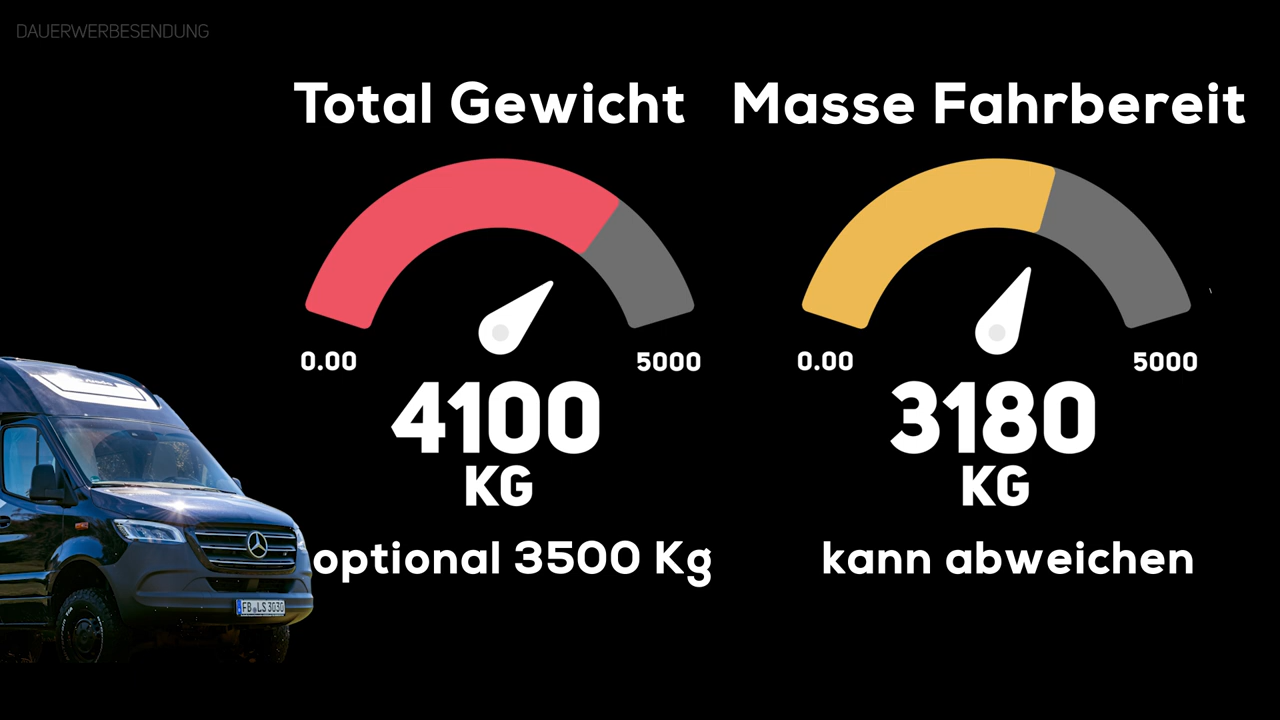 DAUERWERBESENDUNG
Total Gewicht
Masse Fahrbereit
0.00
5000
0.00
5000
4100
KG
3180
KG
optional 3500 Kg
kann abweichen
FB LS 3030